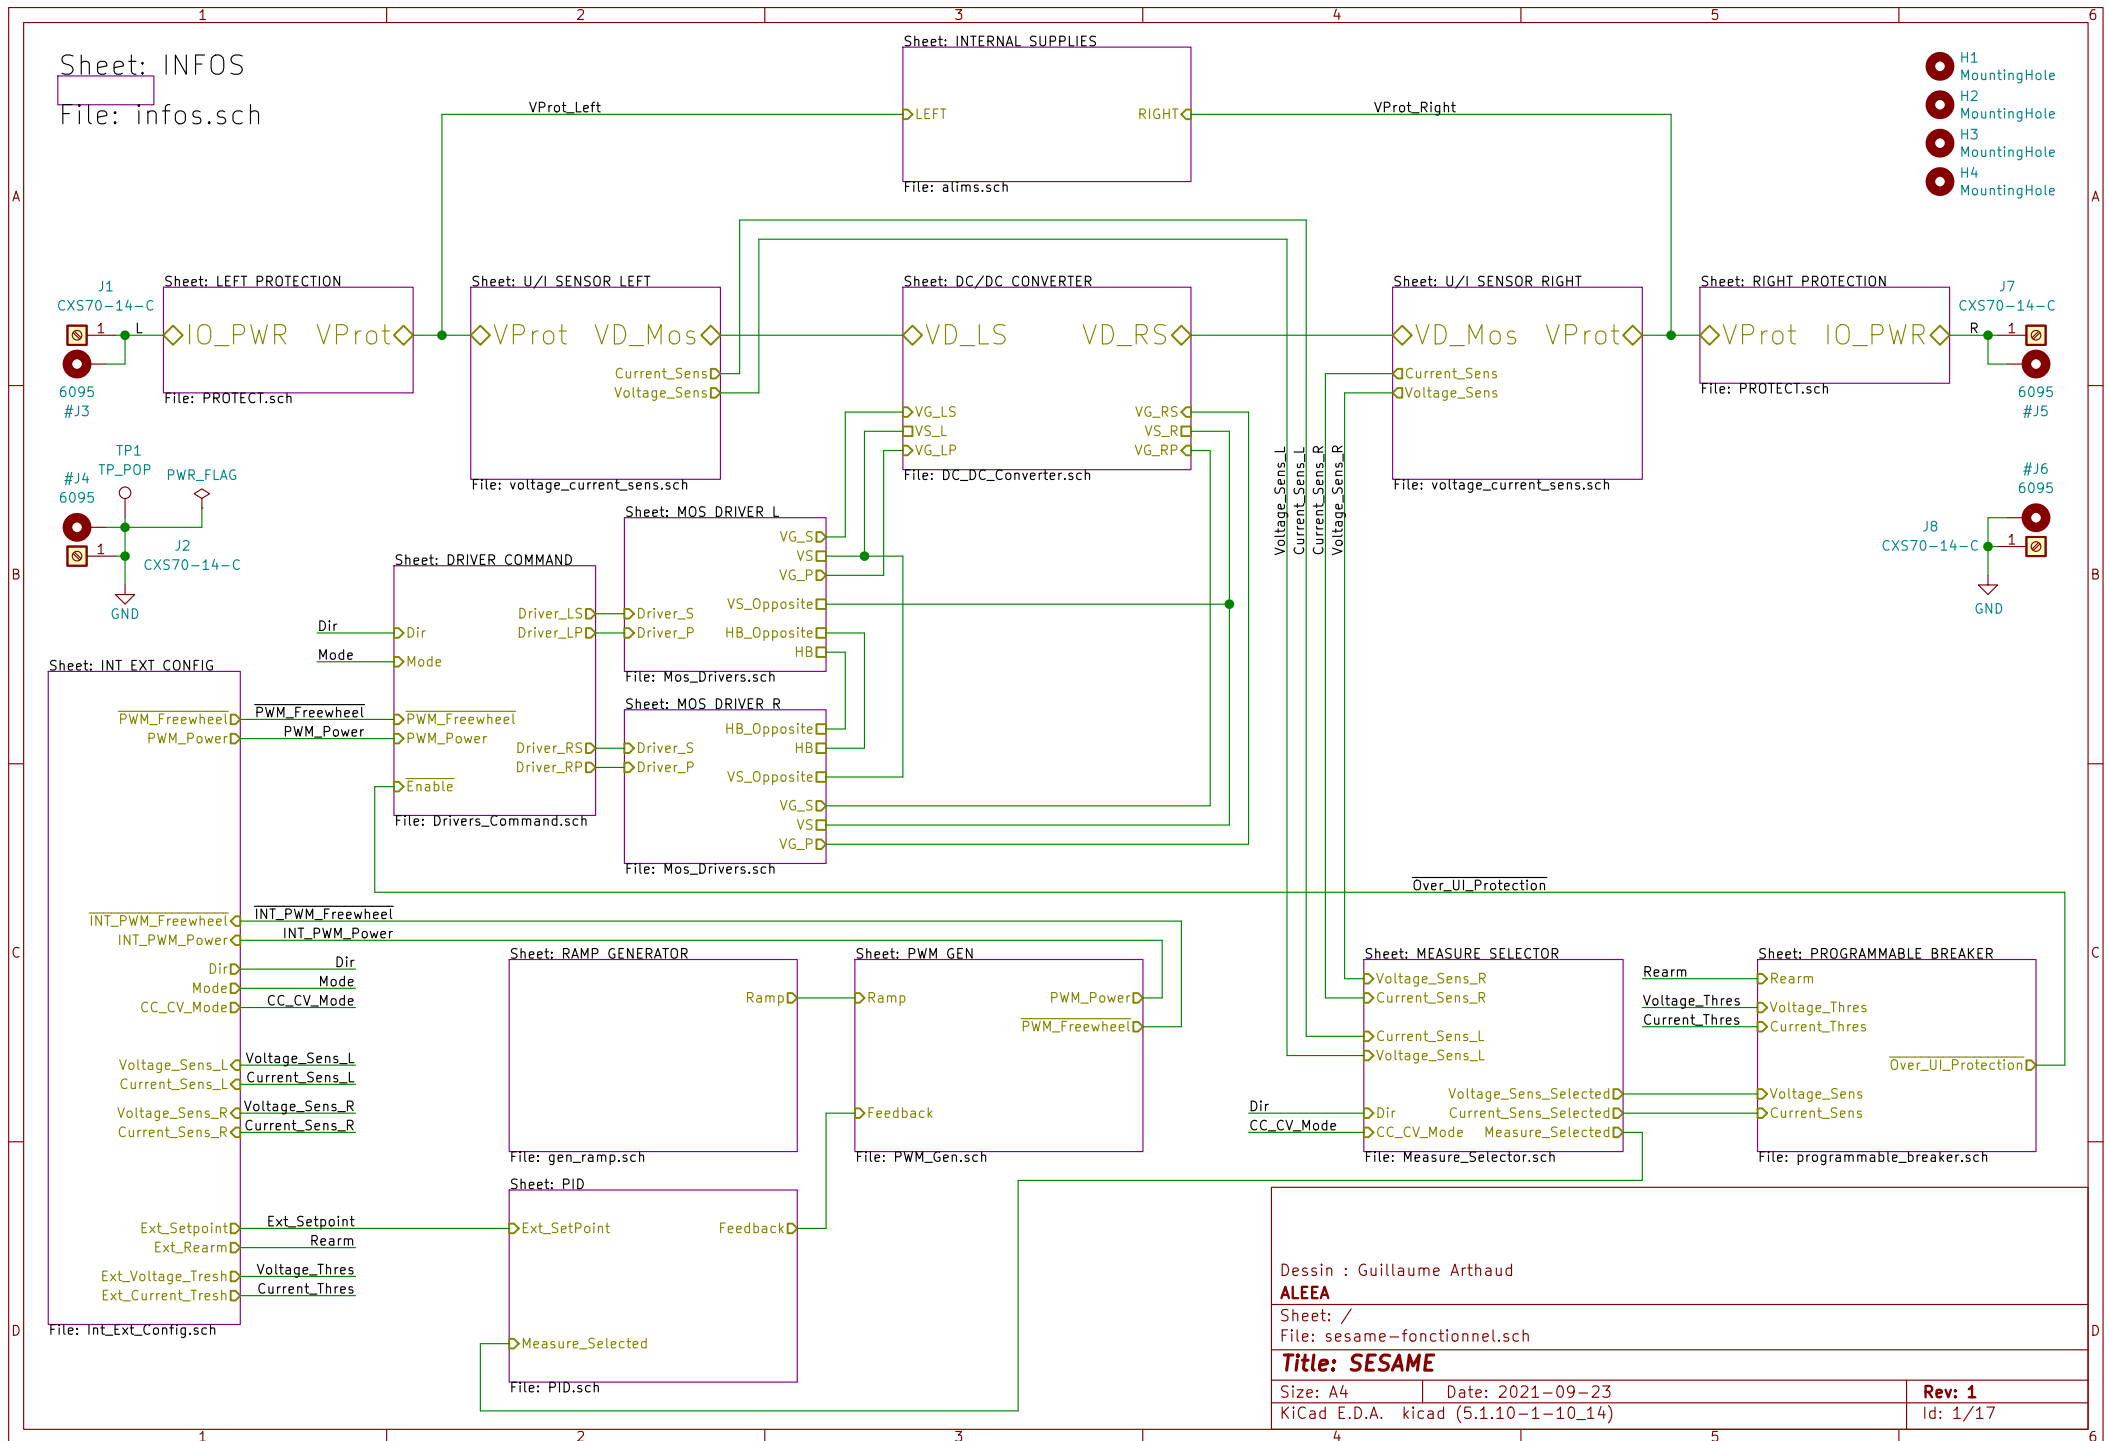 1 2 3 4 5 6
Sheet: INFOS
File: infos.sch
Sheet: INTERNAL SUPPLIES
LEFT
RIGHT
File: alims.sch
VProt_Left
VProt_Right
H1
MountingHole
H2
MountingHole
H3
MountingHole
H4
MountingHole
A
A
J1
CXS70-14-C
1
L
6095
#J3
Sheet: LEFT PROTECTION
IO_PWR VProt
File: PROTECT.sch
Sheet: U/I SENSOR LEFT
VProt VD_Mos
Current_Sens
Voltage_Sens
File: voltage_current_sens.sch
Sheet: DC/DC CONVERTER
VD_LS VD_RS
VG_LS VG_RS
VS_L VS_R
VG_LP VG_RP
File: DC_DC_Converter.sch
Sheet: U/I SENSOR RIGHT
VD_Mos VProt
Current_Sens
Voltage_Sens
File: voltage_current_sens.sch
Sheet: RIGHT PROTECTION
VProt IO_PWR
File: PROTECT.sch
J7
CXS70-14-C
R
1
6095
#J5
Voltage_Sens_L
Current_Sens_L
Current_Sens_R
Voltage_Sens_R
TP1
TP_POP
PWR_FLAG
#J4
6095
1
J2
CXS70-14-C
GND
#J6
6095
J8
CXS70-14-C
1
GND
B
B
Sheet: MOS DRIVER L
VG_S
VS
VG_P
VS_Opposite
Driver_S
Driver_P
HB_Opposite
HB
File: Mos_Drivers.sch
Sheet: DRIVER COMMAND
Driver_LS
Driver_LP
Dir
Dir
Mode
Mode
PWM_Freewheel
PWM_Power
Driver_RS
Driver_RP
Enable
File: Drivers_Command.sch
Sheet: MOS DRIVER R
HB_Opposite
Driver_S
HB
Driver_P
VS_Opposite
VG_S
VS
VG_P
File: Mos_Drivers.sch
Sheet: INT EXT CONFIG
PWM_Freewheel
PWM_Freewheel
PWM_Power
PWM_Power
INT_PWM_Freewheel
INT_PWM_Freewheel
INT_PWM_Power
INT_PWM_Power
Dir
Dir
Mode
Mode
CC_CV_Mode
CC_CV_Mode
Voltage_Sens_L
Voltage_Sens_L
Current_Sens_L
Current_Sens_L
Voltage_Sens_R
Voltage_Sens_R
Current_Sens_R
Current_Sens_R
Ext_Setpoint
Ext_Setpoint
Ext_Rearm
Rearm
Ext_Voltage_Tresh
Voltage_Thres
Ext_Current_Tresh
Current_Thres
File: Int_Ext_Config.sch
C
C
Over_UI_Protection
Sheet: RAMP GENERATOR
Ramp
File: gen_ramp.sch
Sheet: PWM GEN
Ramp
PWM_Power
PWM_Freewheel
Feedback
File: PWM_Gen.sch
Sheet: MEASURE SELECTOR
Voltage_Sens_R
Current_Sens_R
Current_Sens_L
Voltage_Sens_L
Voltage_Sens_Selected
Dir
Dir
Current_Sens_Selected
CC_CV_Mode
CC_CV_Mode
Measure_Selected
File: Measure_Selector.sch
Sheet: PROGRAMMABLE BREAKER
Rearm
Rearm
Voltage_Thres
Voltage_Thres
Current_Thres
Current_Thres
Over_UI_Protection
Voltage_Sens
Current_Sens
File: programmable_breaker.sch
Sheet: PID
Ext_SetPoint
Feedback
Measure_Selected
File: PID.sch
D
D
Dessin : Guillaume Arthaud
ALEEA
Sheet: /
File: sesame-fonctionnel.sch
Title: SESAME
Size: A4
Date: 2021-09-23
Rev: 1
KiCad E.D.A. kicad (5.1.10-1-10_14)
Id: 1/17
1 2 3 4 5 6